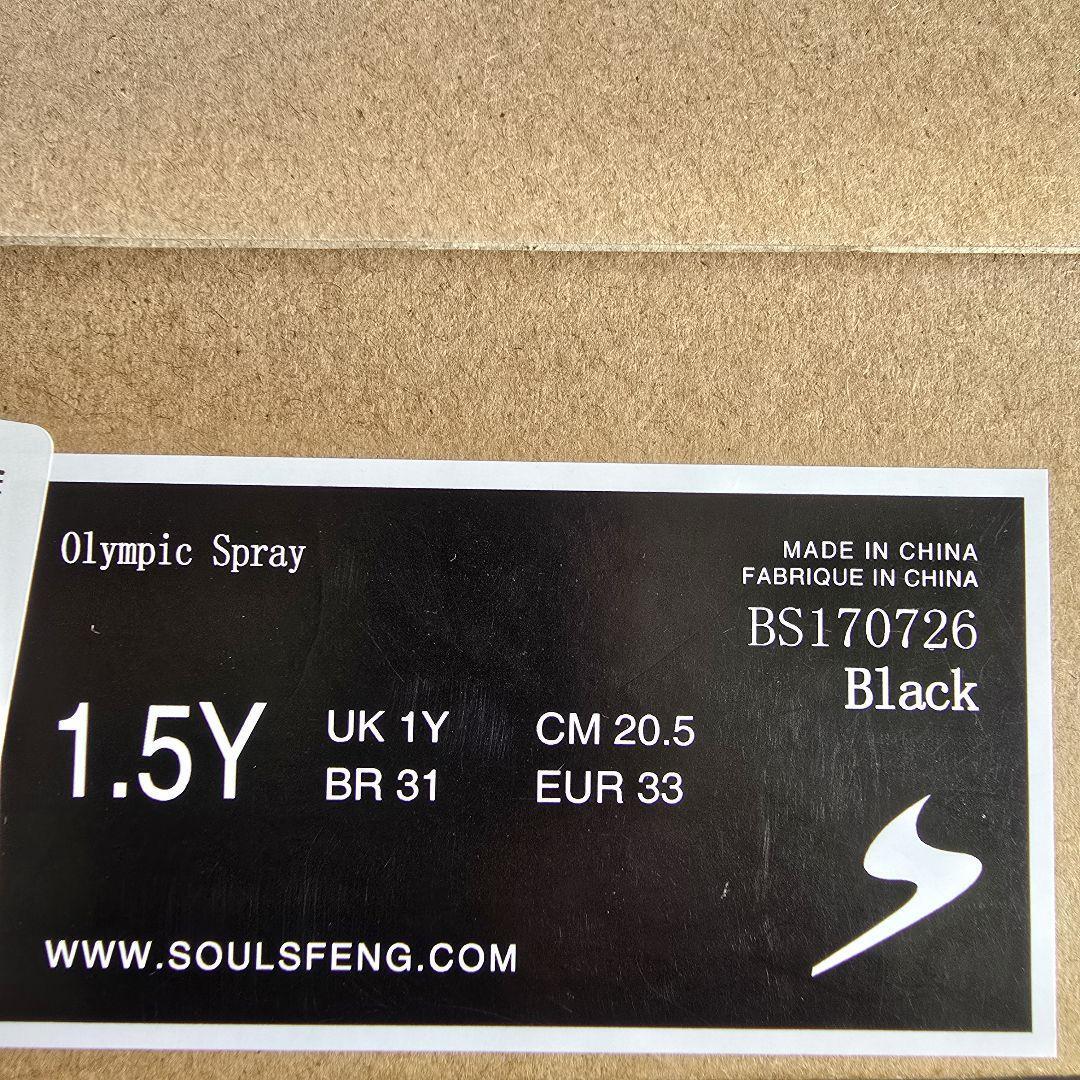 Olympic Spray
MADE IN CHINA
FABRIQUE IN CHINA
BS170726
Black
1.5Y
UK 1Y
CM 20.5
BR 31
EUR 33
WWW.SOULSFENG.COM